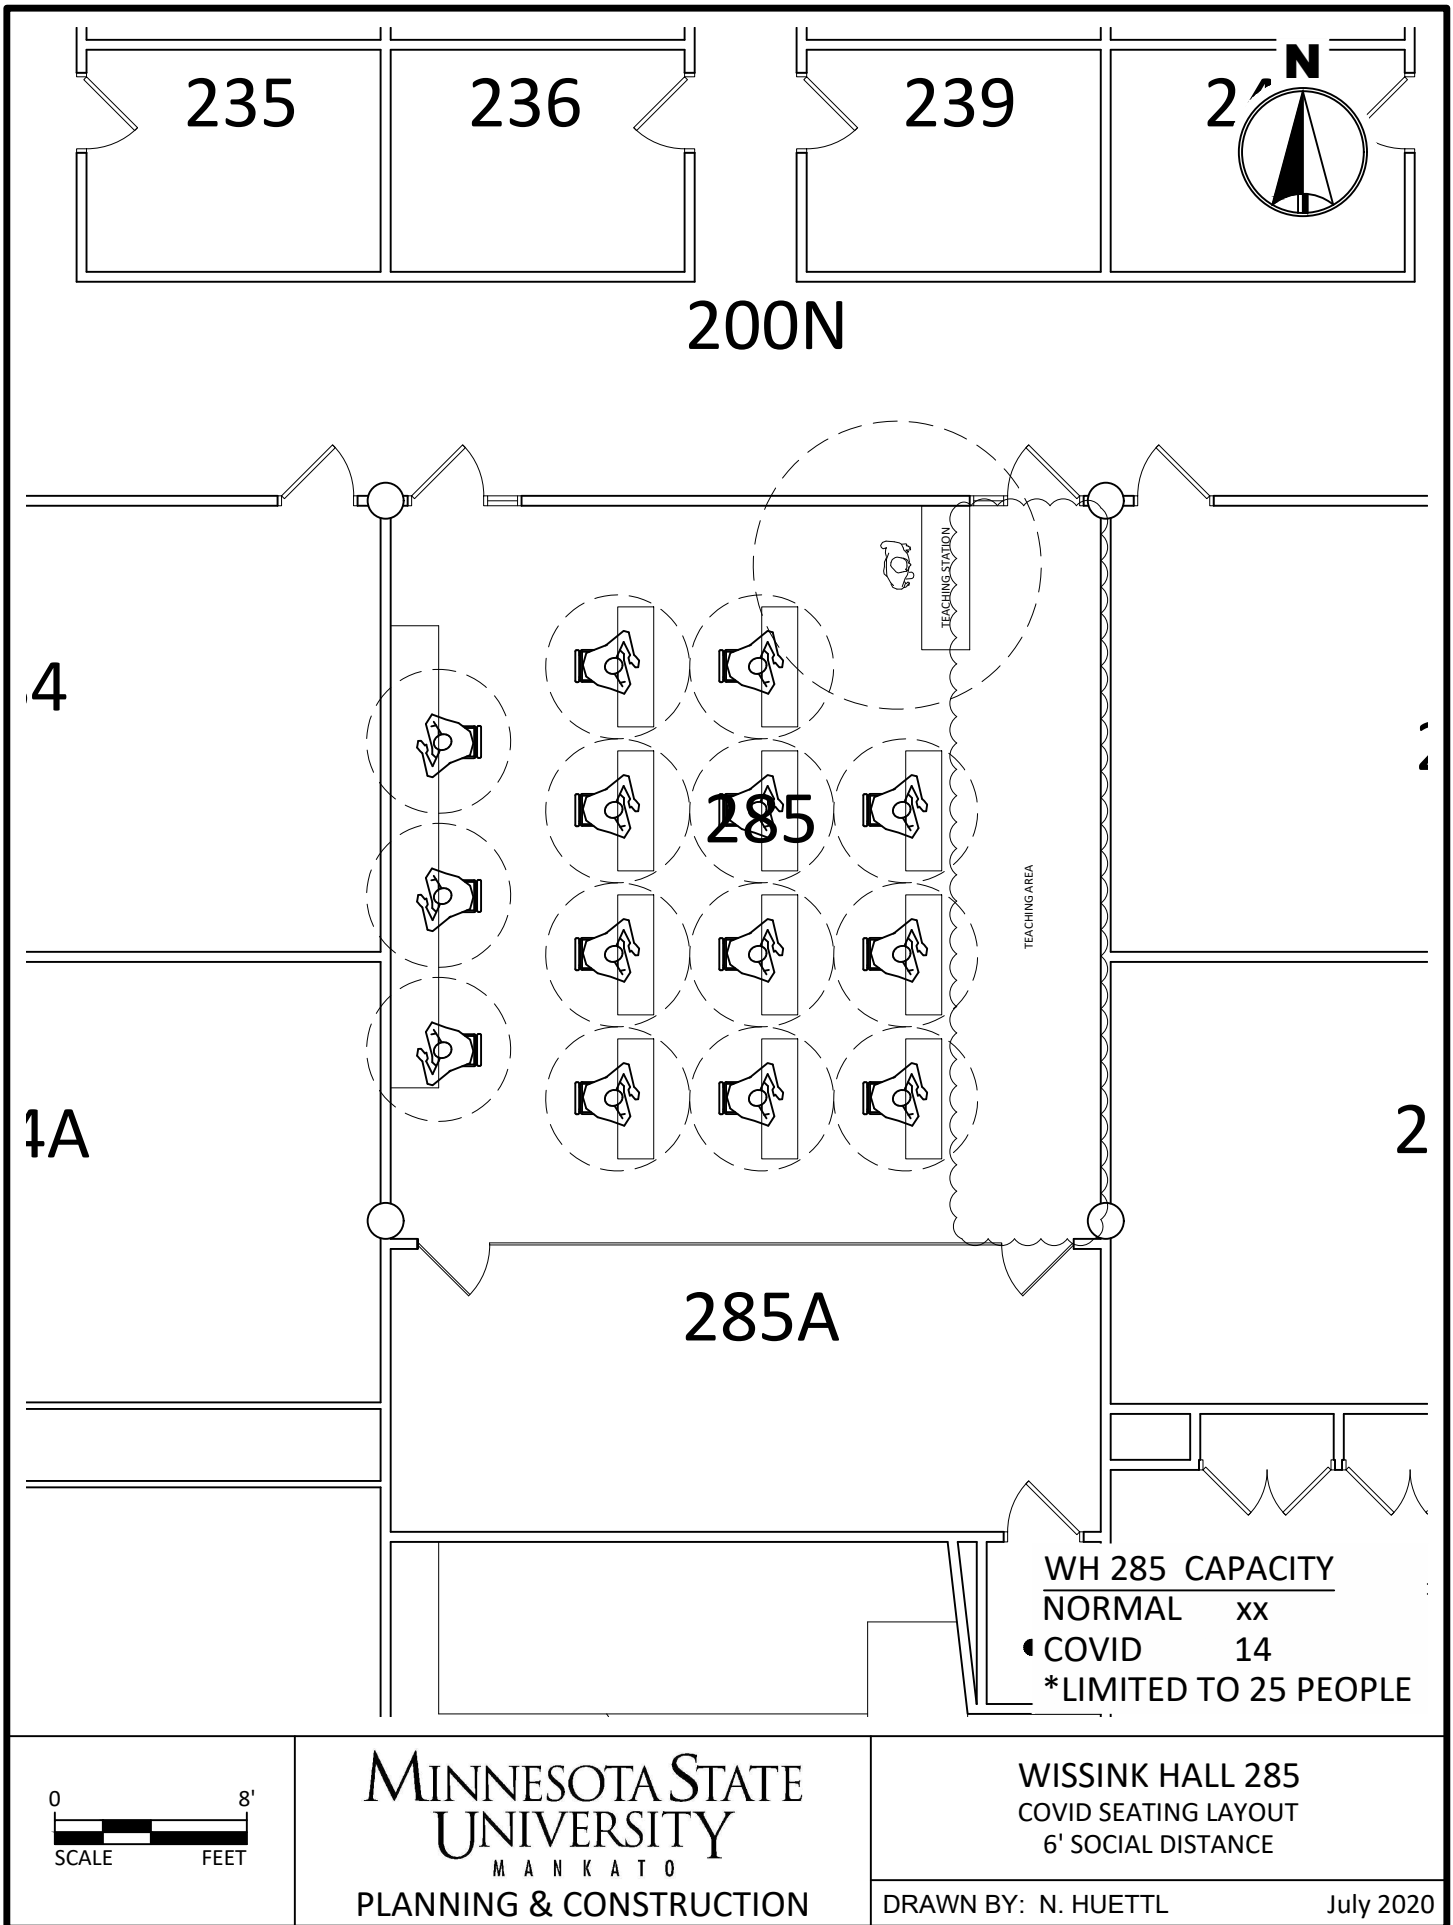 235
236
239
N
200N
TEACHING STATION
285
TEACHING AREA
4A
285A
WH 285 CAPACITY
NORMAL xx
COVID 14
*LIMITED TO 25 PEOPLE
0 8'
SCALE FEET
MINNESOTA STATE
UNIVERSITY
MANKATO
PLANNING & CONSTRUCTION
WISSINK HALL 285
COVID SEATING LAYOUT
6' SOCIAL DISTANCE
DRAWN BY: N. HUETTL
July 2020